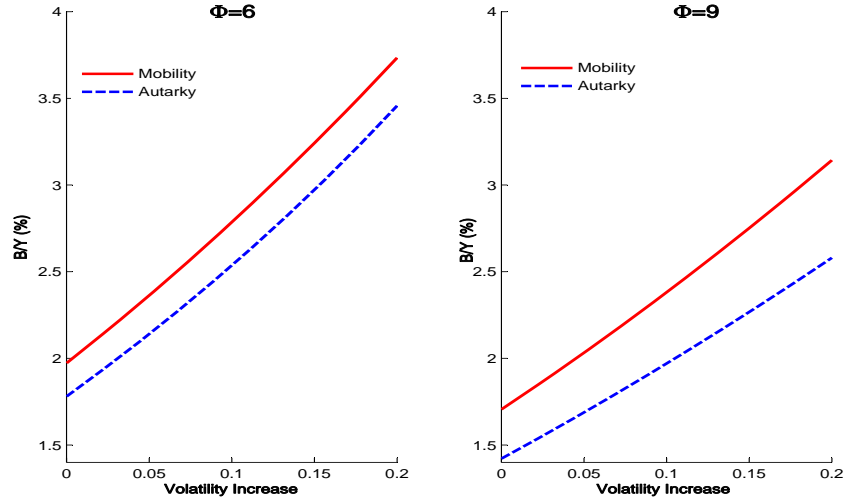 Φ=6
4
3.5
3
2.5
2
1.5
B/Y (%)
Mobility
Autarky
0
0.05
0.1
0.15
0.2
Volatility Increase
Φ=9
4
3.5
3
2.5
2
1.5
B/Y (%)
Mobility
Autarky
0
0.05
0.1
0.15
0.2
Volatility Increase